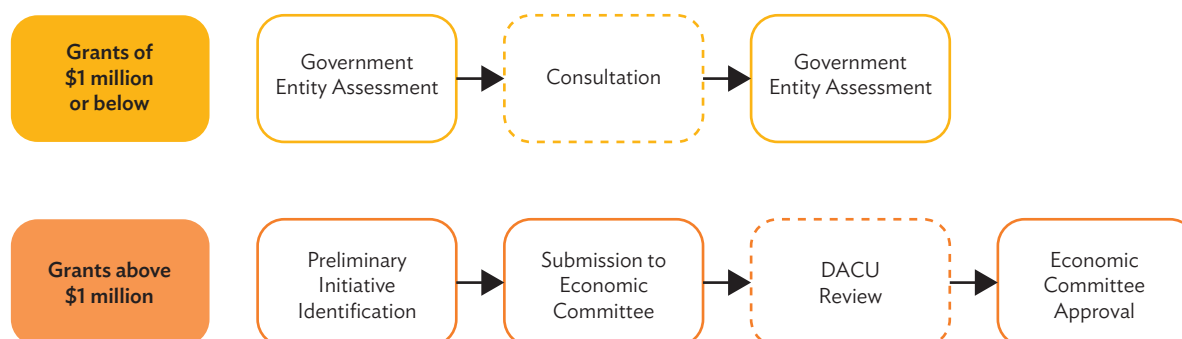 Grants of
$1 million
or below
Government
Entity Assessment
Consultation
Government
Entity Assessment
Grants above
$1 million
Preliminary
Initiative
Identification
Submission to
Economic
Committee
DACU
Review
Economic
Committee
Approval